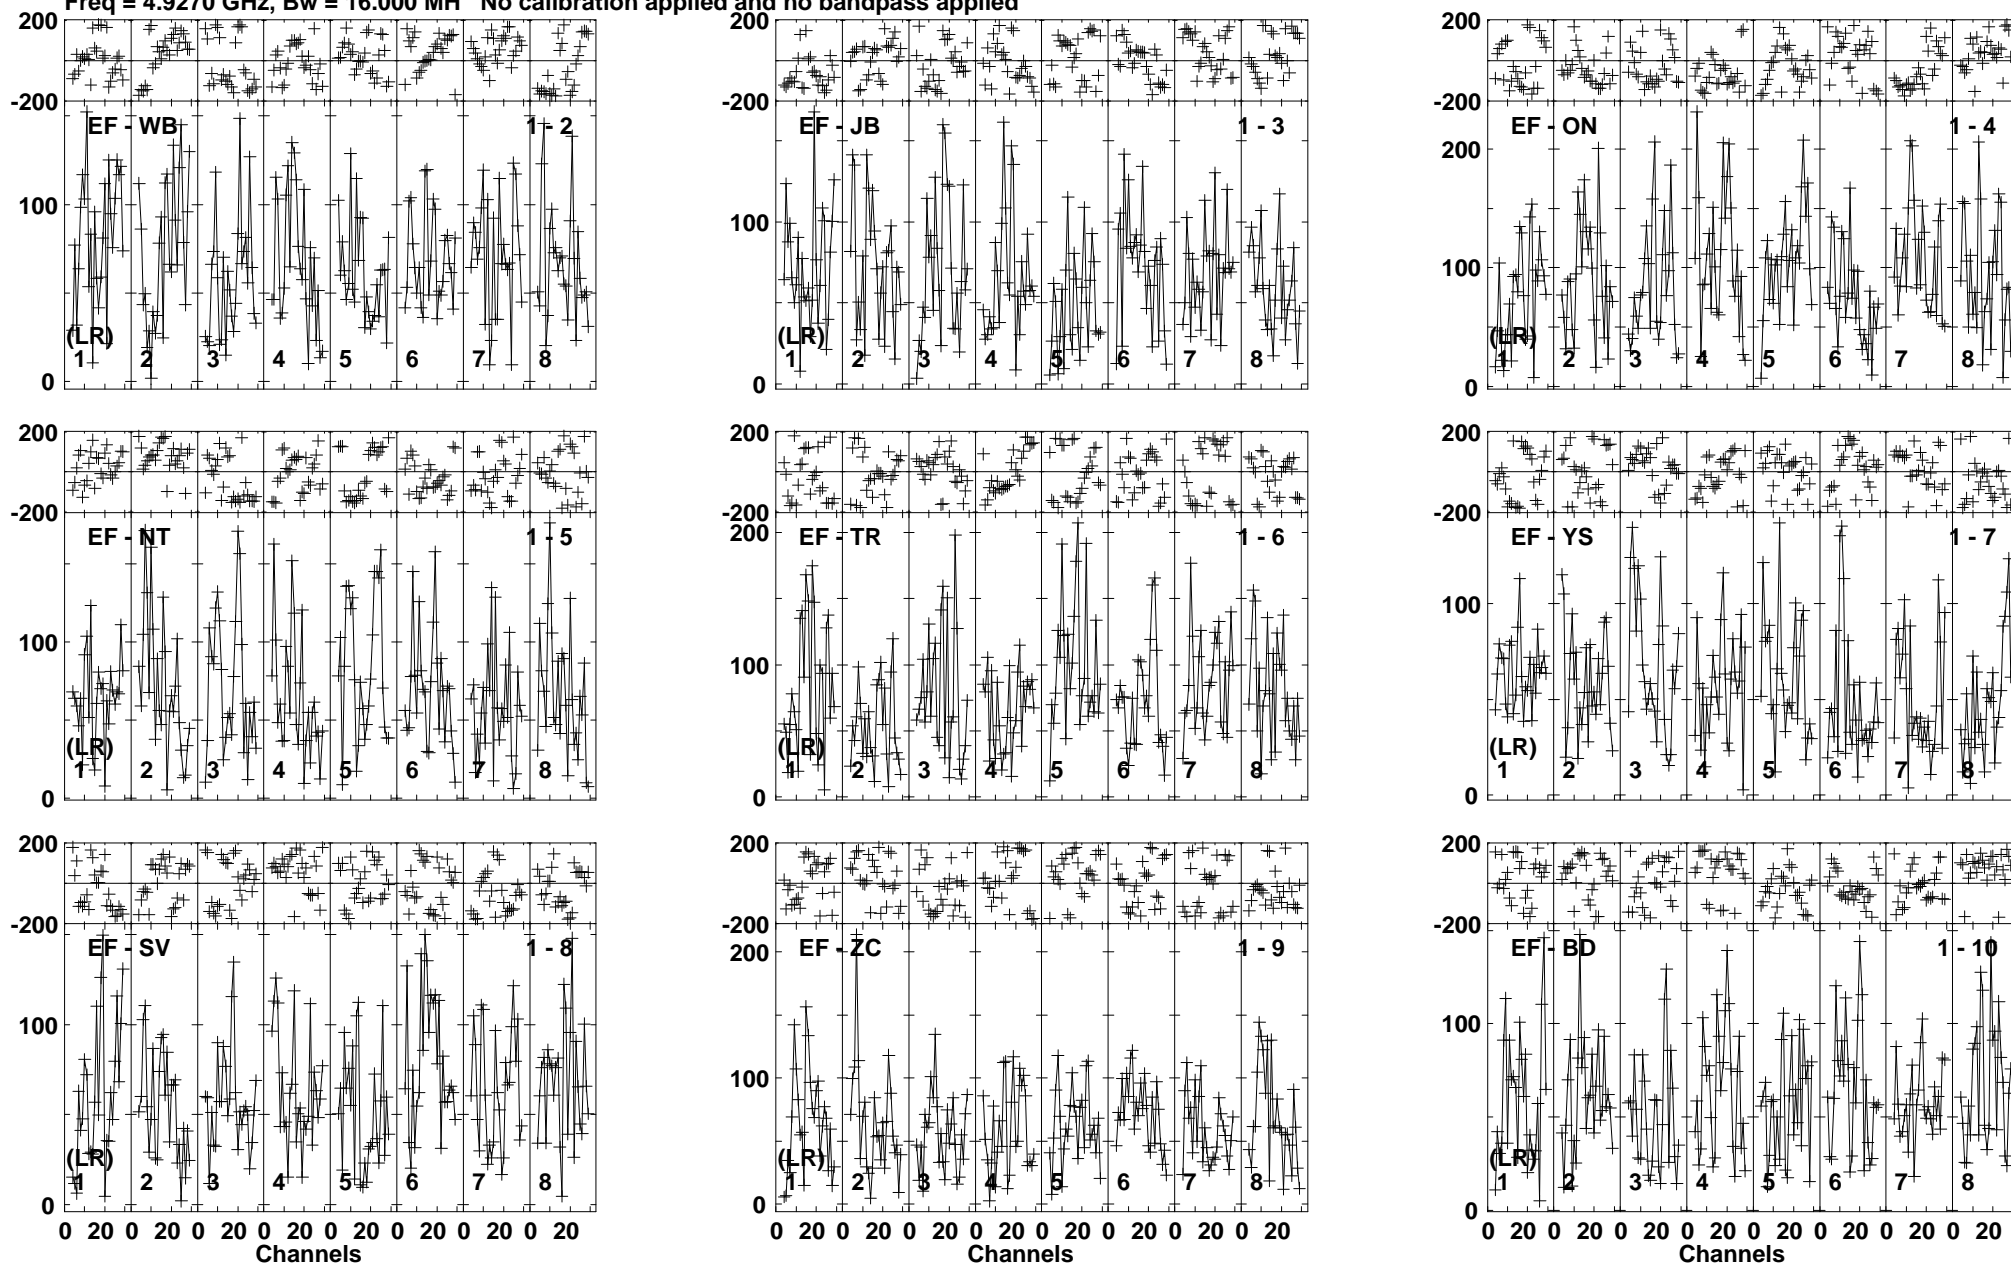 Freq = 4.9270 GHz, Bw = 16.000 MH No calibration applied and no bandpass applied
200
-200
EF - WB 1 - 2
100
(LR)
1 2 3 4 5 6 7 8
0
200
-200
EF - JB 1 - 3
100
(LR)
1 2 3 4 5 6 7 8
0
200
-200
EF - ON 1 - 4
200
100
(LR)
1 2 3 4 5 6 7 8
0
200
-200
EF - NT 1 - 5
100
(LR)
1 2 3 4 5 6 7 8
0
200
-200
EF - TR 1 - 6
200
100
(LR)
1 2 3 4 5 6 7 8
0
200
-200
EF - YS 1 - 7
100
(LR)
1 2 3 4 5 6 7 8
0
200
-200
EF - SV 1 - 8
100
(LR)
1 2 3 4 5 6 7 8
0
0 20 0 20 0 20 0 20 0 20 0 20 0 20 0 20
Channels
200
-200
EF - ZC 1 - 9
200
100
(LR)
1 2 3 4 5 6 7 8
0
0 20 0 20 0 20 0 20 0 20 0 20 0 20 0 20
Channels
200
-200
EF - BD 1 - 10
100
(LR)
1 2 3 4 5 6 7 8
0
0 20 0 20 0 20 0 20 0 20 0 20 0 20 0 20
Channels